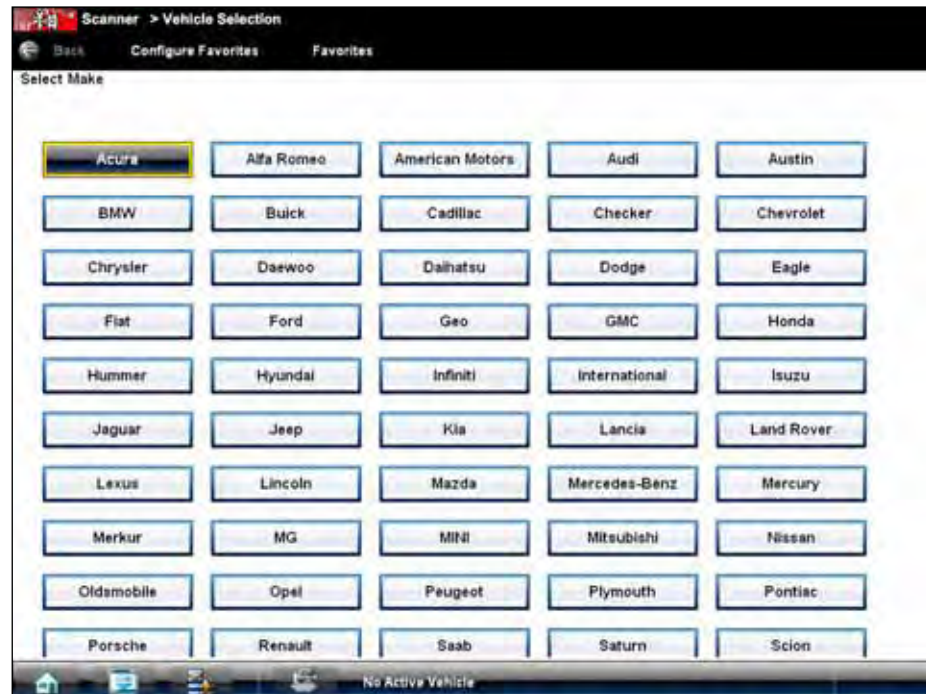 Scanner > Vehicle Selection
Back Configure Favorites Favorites
Select Make
Acura Alfa Romeo American Motors Audi Austin
BMW Buick Cadillac Checker Chevrolet
Chrysler Daewoo Daihatsu Dodge Eagle
Fiat Ford Geo GMC Honda
Hummer Hyundai Infiniti International Isuzu
Jaguar Jeep Kia Lancia Land Rover
Lexus Lincoln Mazda Mercedes-Benz Mercury
Merkur MG MINI Mitsubishi Nissan
Oldsmobile Opel Peugeot Plymouth Pontiac
Porsche Renault Saab Saturn Scion
No Active Vehicle